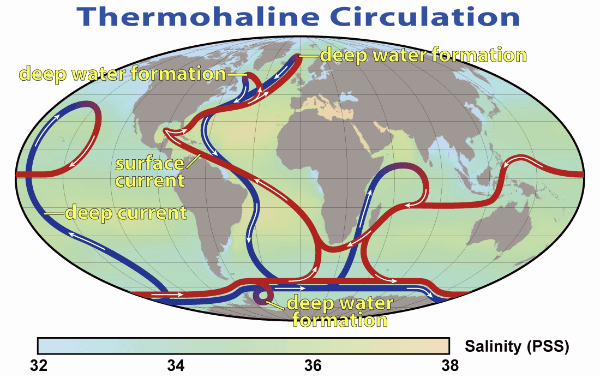 Thermohaline Circulation
deep water formation
deep water formation
surface
current
deep current
deep water
formation
Salinity (PSS)
32 34 36 38